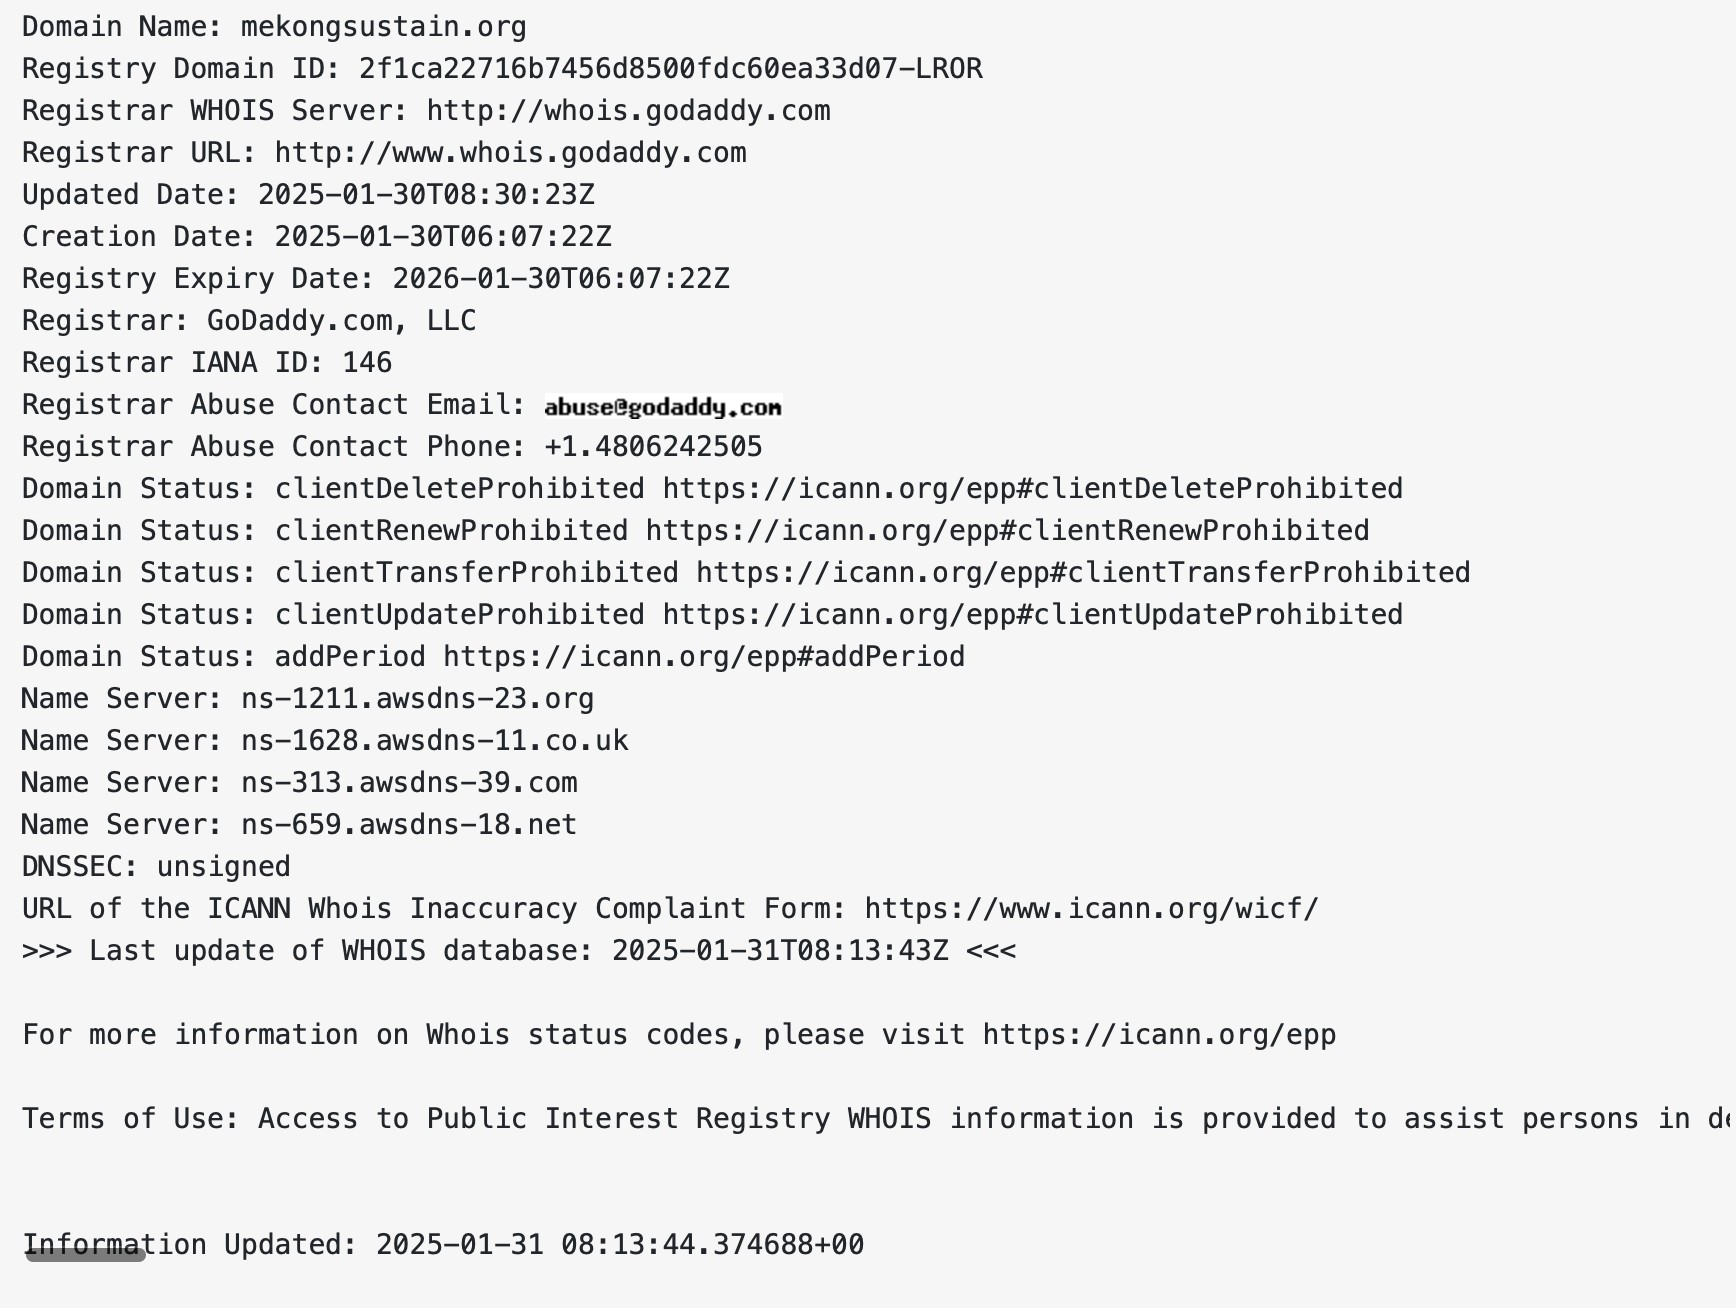 Domain Name: mekongsustain.org
Registry Domain ID: 2f1ca22716b7456d8500fdc60ea33d07-LROR
Registrar WHOIS Server: http://whois.godaddy.com
Registrar URL: http://www.whois.godaddy.com
Updated Date: 2025-01-30T08:30:23Z
Creation Date: 2025-01-30T06:07:22Z
Registry Expiry Date: 2026-01-30T06:07:22Z
Registrar: GoDaddy.com, LLC
Registrar IANA ID: 146
Registrar Abuse Contact Email: abuse@godaddy.com
Registrar Abuse Contact Phone: +1.4806242505
Domain Status: clientDeleteProhibited https://icann.org/epp#clientDeleteProhibited
Domain Status: clientRenewProhibited https://icann.org/epp#clientRenewProhibited
Domain Status: clientTransferProhibited https://icann.org/epp#clientTransferProhibited
Domain Status: clientUpdateProhibited https://icann.org/epp#clientUpdateProhibited
Domain Status: addPeriod https://icann.org/epp#addPeriod
Name Server: ns-1211.awsdns-23.org
Name Server: ns-1628.awsdns-11.co.uk
Name Server: ns-313.awsdns-39.com
Name Server: ns-659.awsdns-18.net
DNSSEC: unsigned
URL of the ICANN Whois Inaccuracy Complaint Form: https://www.icann.org/wicf/
>>> Last update of WHOIS database: 2025-01-31T08:13:43Z <<<
For more information on Whois status codes, please visit https://icann.org/epp
Terms of Use: Access to Public Interest Registry WHOIS information is provided to assist persons in
Information Updated: 2025-01-31 08:13:44.374688+00